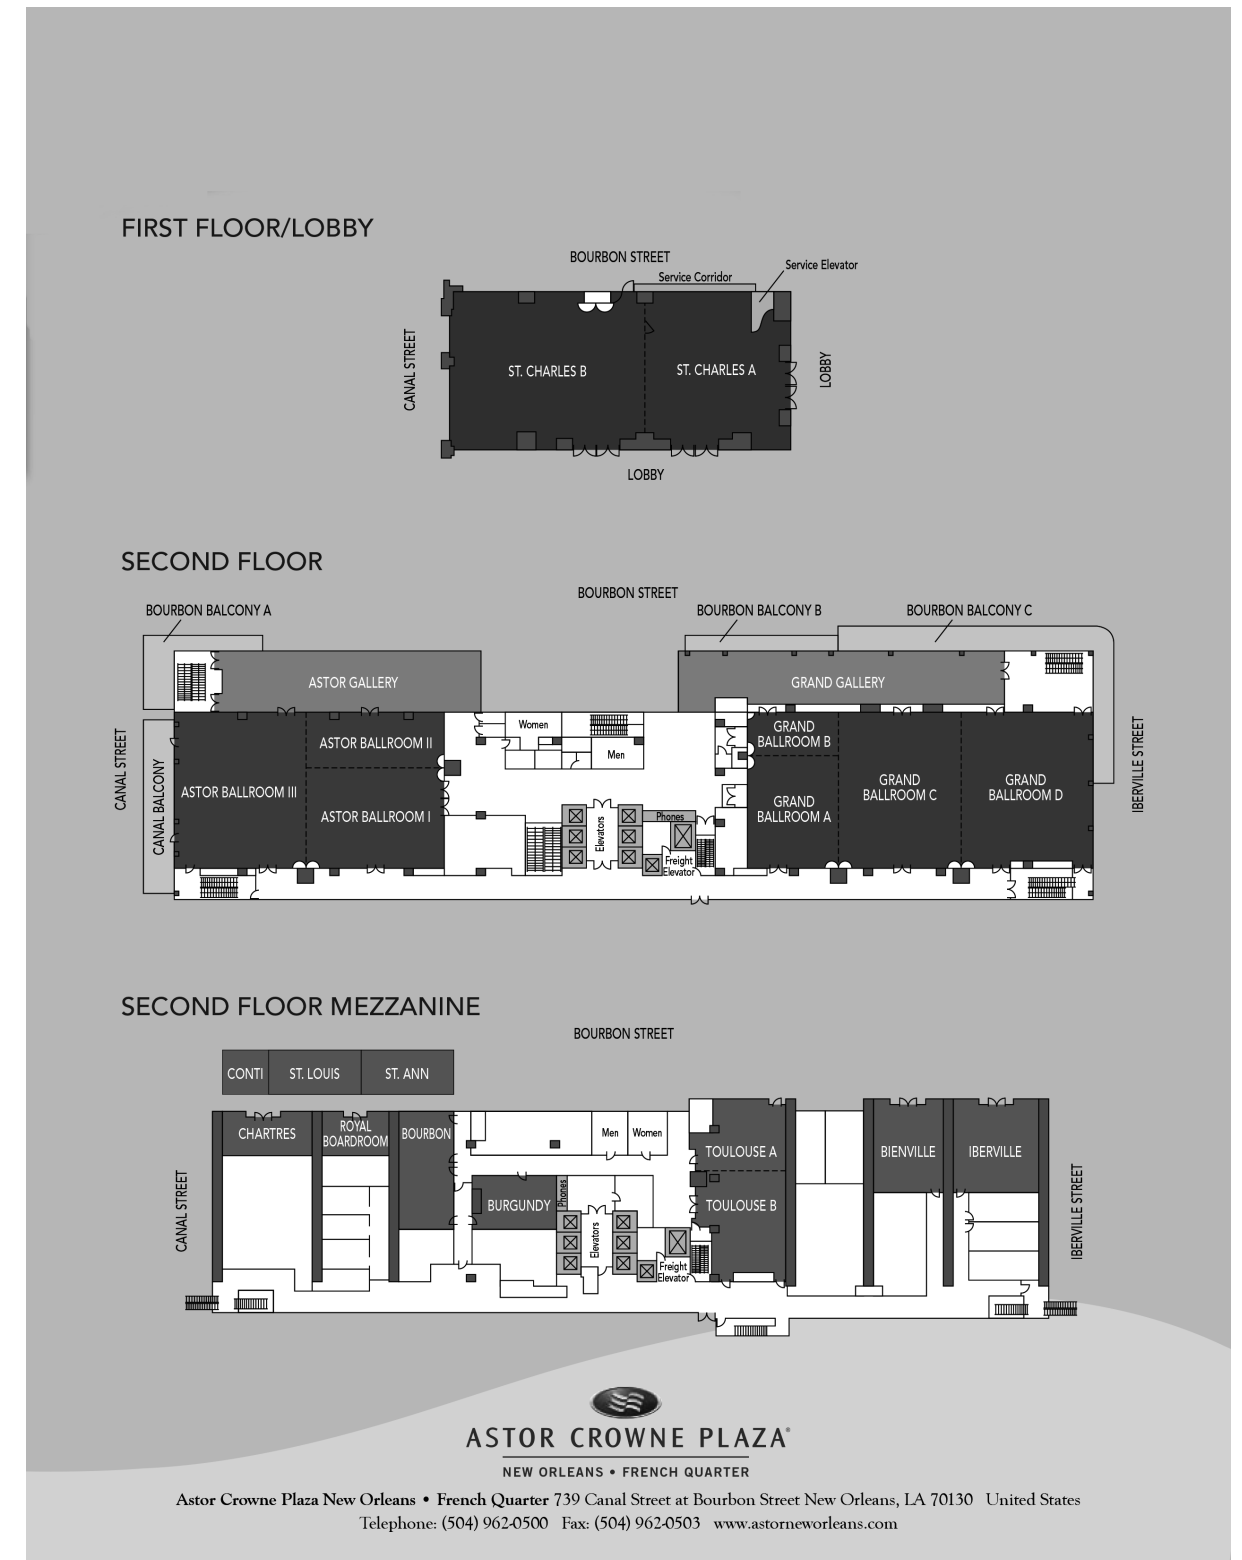 FIRST FLOOR/LOBBY
BOURBON STREET
Service Elevator
Service Corridor
CANAL STREET
ST. CHARLES B
ST. CHARLES A
LOBBY
LOBBY
SECOND FLOOR
BOURBON STREET
BOURBON BALCONY A
BOURBON BALCONY B
BOURBON BALCONY C
ASTOR GALLERY
GRAND GALLERY
CANAL STREET
CANAL BALCONY
ASTOR BALLROOM III
ASTOR BALLROOM II
ASTOR BALLROOM I
Women
Men
Elevators
Phones
Freight
Elevator
GRAND
BALLROOM B
GRAND
BALLROOM A
GRAND
BALLROOM C
GRAND
BALLROOM D
IBERVILLE STREET
SECOND FLOOR MEZZANINE
BOURBON STREET
CONTI
ST. LOUIS
ST. ANN
CANAL STREET
CHARTRES
ROYAL
BOARDROOM
BOURBON
BURGUNDY
Phones
Men
Women
Elevators
Freight
Elevator
TOULOUSE A
TOULOUSE B
BIENVILLE
IBERVILLE
IBERVILLE STREET
ASTOR CROWNE PLAZA®
NEW ORLEANS • FRENCH QUARTER
Astor Crowne Plaza New Orleans • French Quarter 739 Canal Street at Bourbon Street New Orleans, LA 70130 United States
Telephone: (504) 962-0500 Fax: (504) 962-0503 www.astorneworleans.com